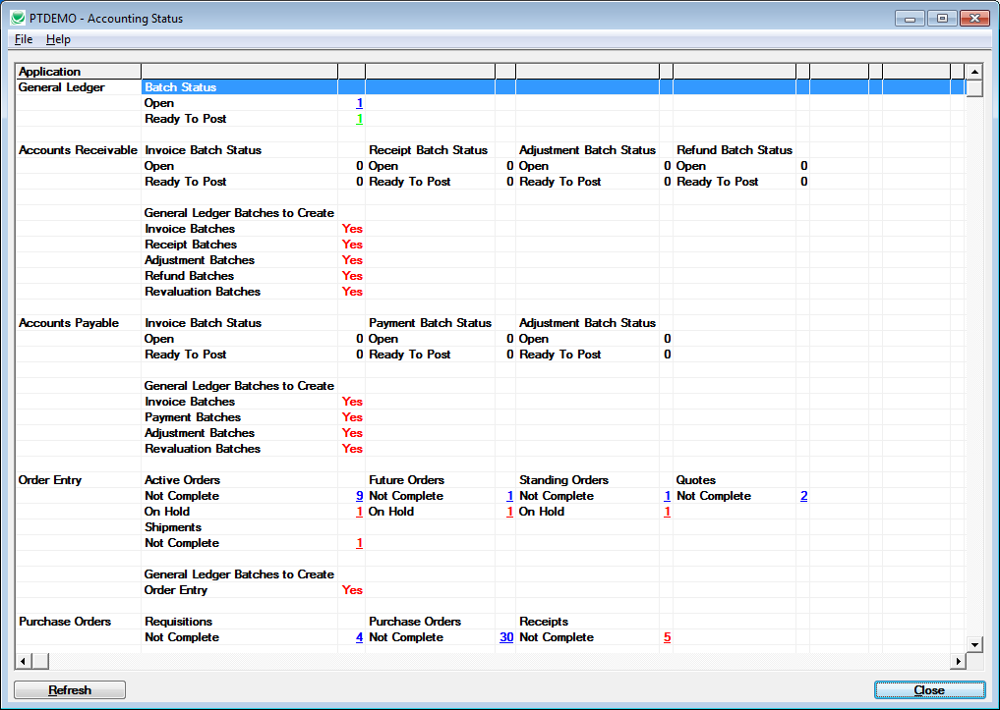 PTDEMO - Accounting Status
File Help
Application
General Ledger Batch Status
Open 1
Ready To Post 1
Accounts Receivable Invoice Batch Status Receipt Batch Status Adjustment Batch Status Refund Batch Status
Open 0 Open 0 Open 0 Open 0
Ready To Post 0 Ready To Post 0 Ready To Post 0 Ready To Post 0
General Ledger Batches to Create
Invoice Batches Yes
Receipt Batches Yes
Adjustment Batches Yes
Refund Batches Yes
Revaluation Batches Yes
Accounts Payable Invoice Batch Status Payment Batch Status Adjustment Batch Status
Open 0 Open 0 Open 0
Ready To Post 0 Ready To Post 0 Ready To Post 0
General Ledger Batches to Create
Invoice Batches Yes
Payment Batches Yes
Adjustment Batches Yes
Revaluation Batches Yes
Order Entry Active Orders Future Orders Standing Orders Quotes
Not Complete 9 Not Complete 1 Not Complete 1 Not Complete 2
On Hold 1 On Hold 1 On Hold 1
Shipments
Not Complete 1
General Ledger Batches to Create
Order Entry Yes
Purchase Orders Requisitions Purchase Orders Receipts
Not Complete 4 Not Complete 30 Not Complete 5
Refresh Close